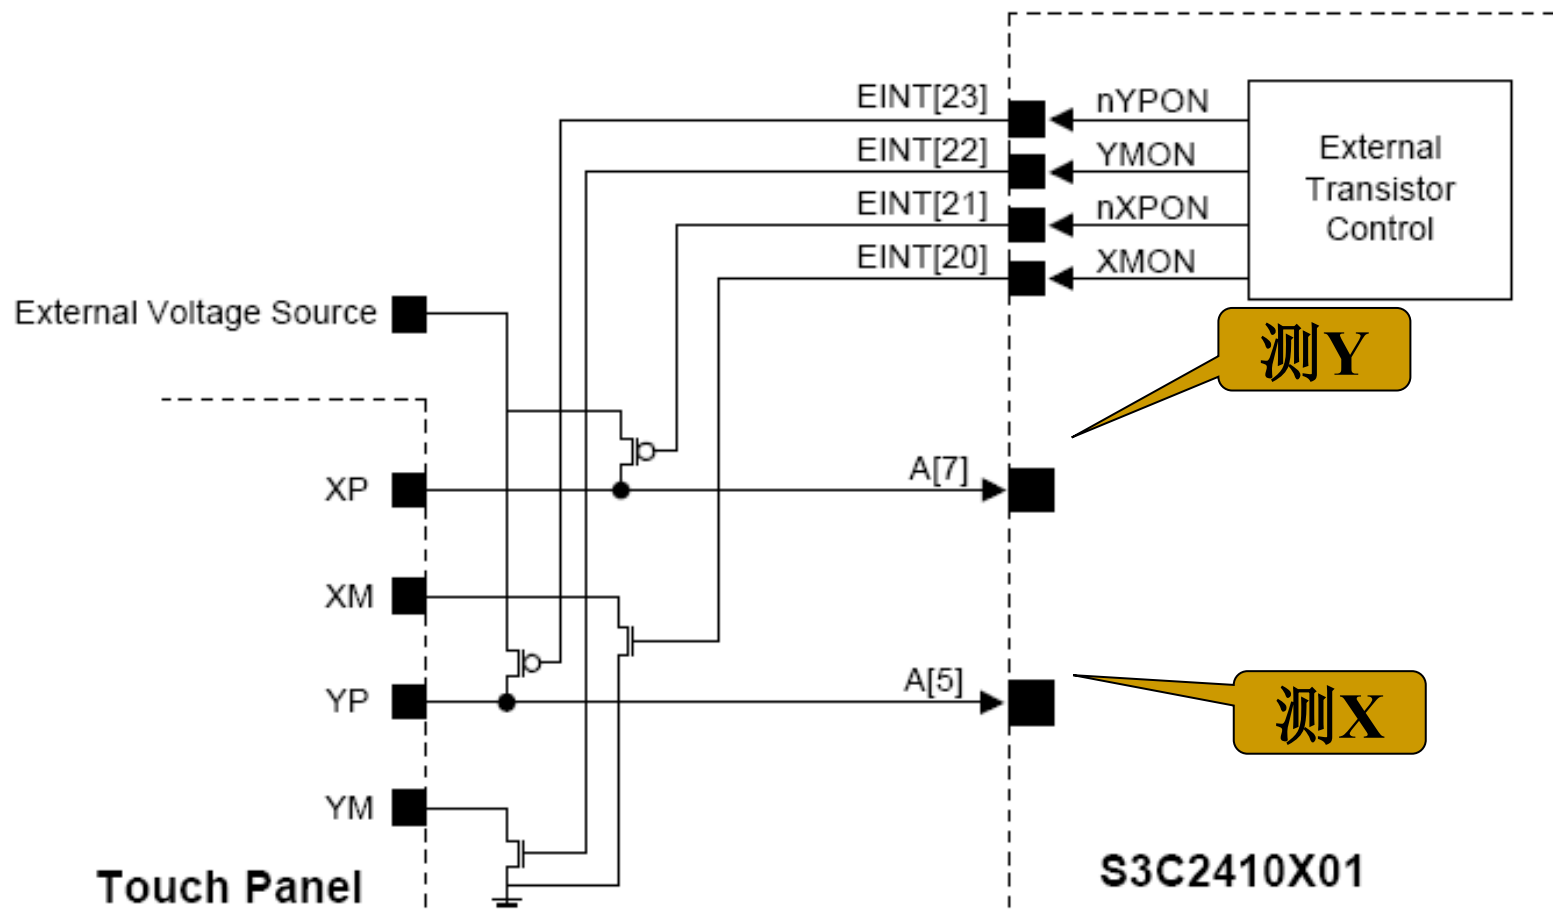 EINT[23]
nYPON
EINT[22]
YMON
EINT[21]
nXPON
EINT[20]
XMON
External
Transistor
Control
External Voltage Source
测Y
XP
A[7]
XM
YP
A[5]
测X
YM
Touch Panel
S3C2410X01